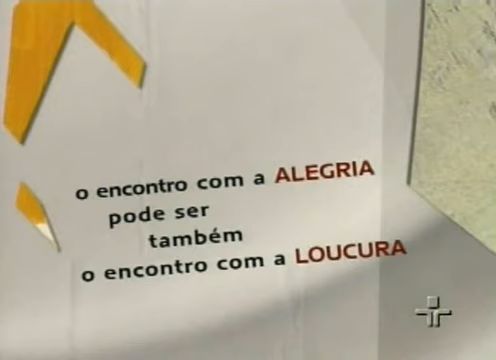 o encontro com a ALEGRIA
pode ser
também
o encontro com a LOUCURA